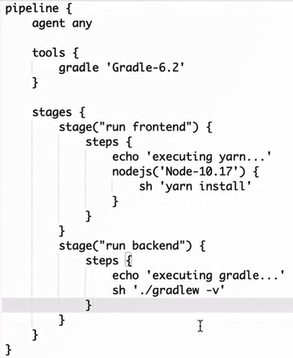 pipeline {
    agent any

    tools {
        gradle 'Gradle-6.2'
    }

    stages {
        stage("run frontend") {
            steps {
                echo 'executing yarn...'
                nodejs('Node-10.17') {
                    sh 'yarn install'
                }
            }
        }
        stage("run backend") {
            steps {
                echo 'executing gradle...'
                sh './gradlew -v'
            }
        }
    }
}